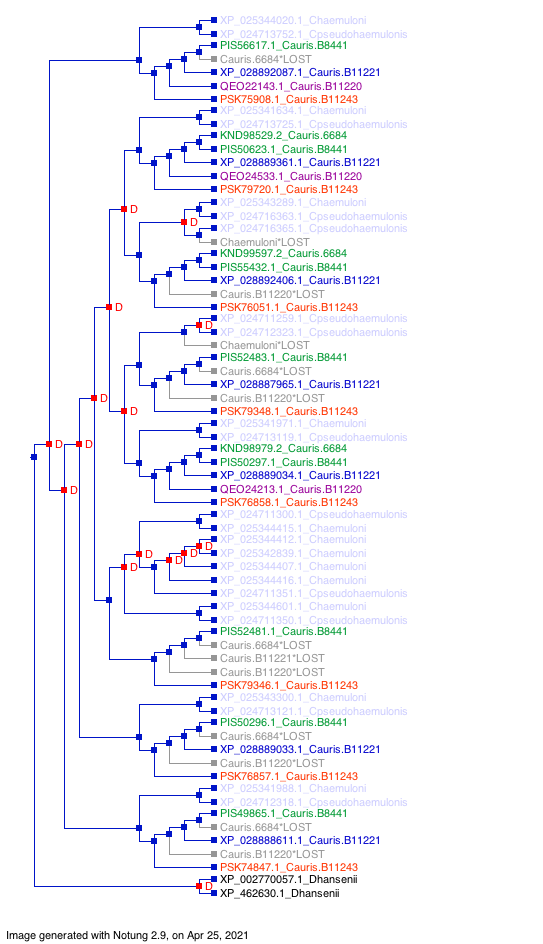 XP_025344020.1_Chaemuloni
XP_024713752.1_Cpseudohaemulonis
PIS56617.1_Cauris.B8441
Cauris.6684*LOST
XP_028892087.1_Cauris.B11221
QEO22143.1_Cauris.B11220
PSK75908.1_Cauris.B11243
XP_025341634.1_Chaemuloni
XP_024713725.1_Cpseudohaemulonis
KND98529.2_Cauris.6684
PIS50623.1_Cauris.B8441
XP_028889361.1_Cauris.B11221
QEO24533.1_Cauris.B11220
PSK79720.1_Cauris.B11243
XP_025343289.1_Chaemuloni
D
XP_024716363.1_Cpseudohaemulonis
D
XP_024716365.1_Cpseudohaemulonis
Chaemuloni*LOST
KND99597.2_Cauris.6684
PIS55432.1_Cauris.B8441
XP_028892406.1_Cauris.B11221
Cauris.B11220*LOST
D
PSK76051.1_Cauris.B11243
XP_024711259.1_Cpseudohaemulonis
D
XP_024712323.1_Cpseudohaemulonis
Chaemuloni*LOST
PIS52483.1_Cauris.B8441
Cauris.6684*LOST
XP_028887965.1_Cauris.B11221
D
Cauris.B11220*LOST
D
PSK79348.1_Cauris.B11243
XP_025341971.1_Chaemuloni
XP_024713119.1_Cpseudohaemulonis
D
D
KND98979.2_Cauris.6684
PIS50297.1_Cauris.B8441
XP_028889034.1_Cauris.B11221
D
QEO24213.1_Cauris.B11220
PSK76858.1_Cauris.B11243
XP_024711300.1_Cpseudohaemulonis
XP_025344415.1_Chaemuloni
XP_025344412.1_Chaemuloni
D
D
D
XP_025342839.1_Chaemuloni
D
D
XP_025344407.1_Chaemuloni
XP_025344416.1_Chaemuloni
XP_024711351.1_Cpseudohaemulonis
XP_025344601.1_Chaemuloni
XP_024711350.1_Cpseudohaemulonis
PIS52481.1_Cauris.B8441
Cauris.6684*LOST
Cauris.B11221*LOST
Cauris.B11220*LOST
PSK79346.1_Cauris.B11243
XP_025343300.1_Chaemuloni
XP_024713121.1_Cpseudohaemulonis
PIS50296.1_Cauris.B8441
Cauris.6684*LOST
XP_028889033.1_Cauris.B11221
Cauris.B11220*LOST
PSK76857.1_Cauris.B11243
XP_025341988.1_Chaemuloni
XP_024712318.1_Cpseudohaemulonis
PIS49865.1_Cauris.B8441
Cauris.6684*LOST
XP_028888611.1_Cauris.B11221
Cauris.B11220*LOST
PSK74847.1_Cauris.B11243
XP_002770057.1_Dhansenii
D
XP_462630.1_Dhansenii
Image generated with Notung 2.9, on Apr 25, 2021